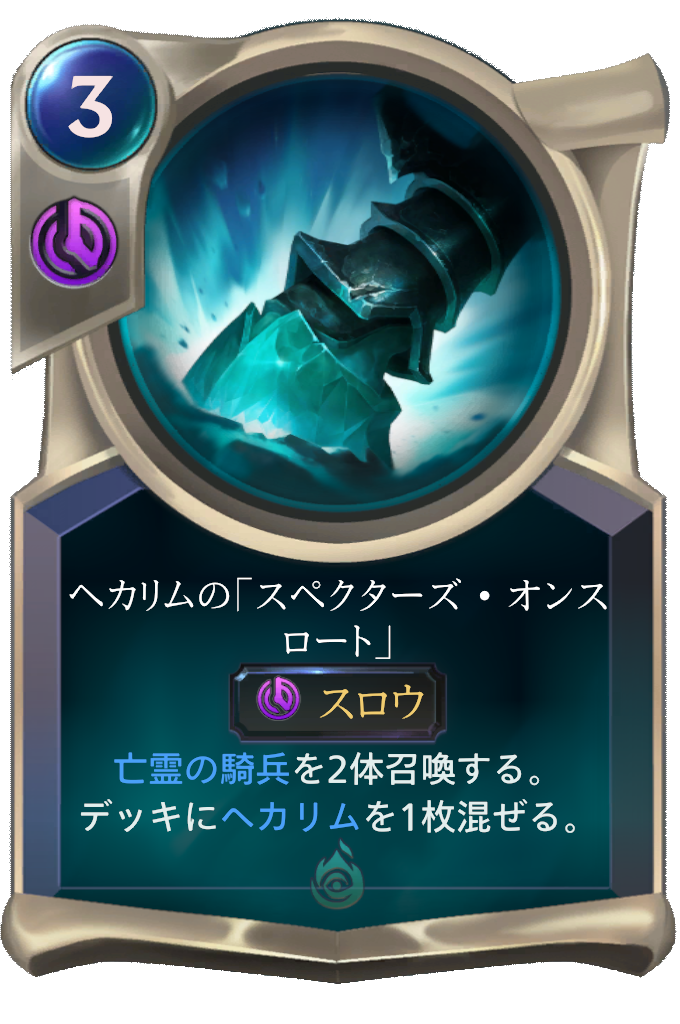 3
ヘカリムの「スペクターズ・オンス
ロート」
スロウ
亡霊の騎兵を2体召喚する。
デッキにヘカリムを1枚混ぜる。